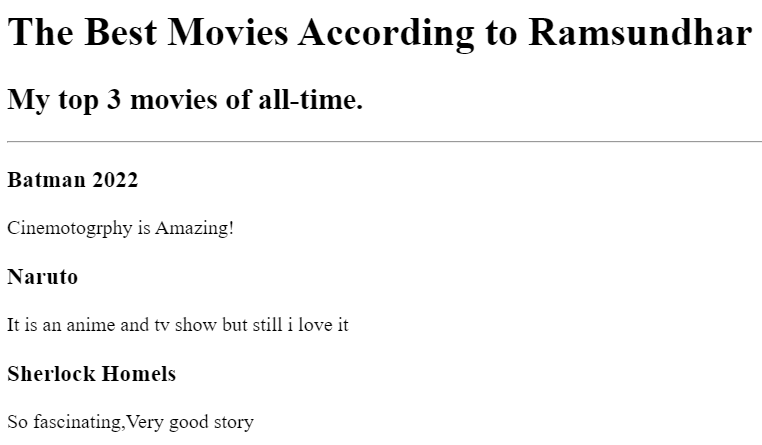 The Best Movies According to Ramsundhar
My top 3 movies of all-time.
Batman 2022
Cinemotogrphy is Amazing!
Naruto
It is an anime and tv show but still i love it
Sherlock Homels
So fascinating,Very good story